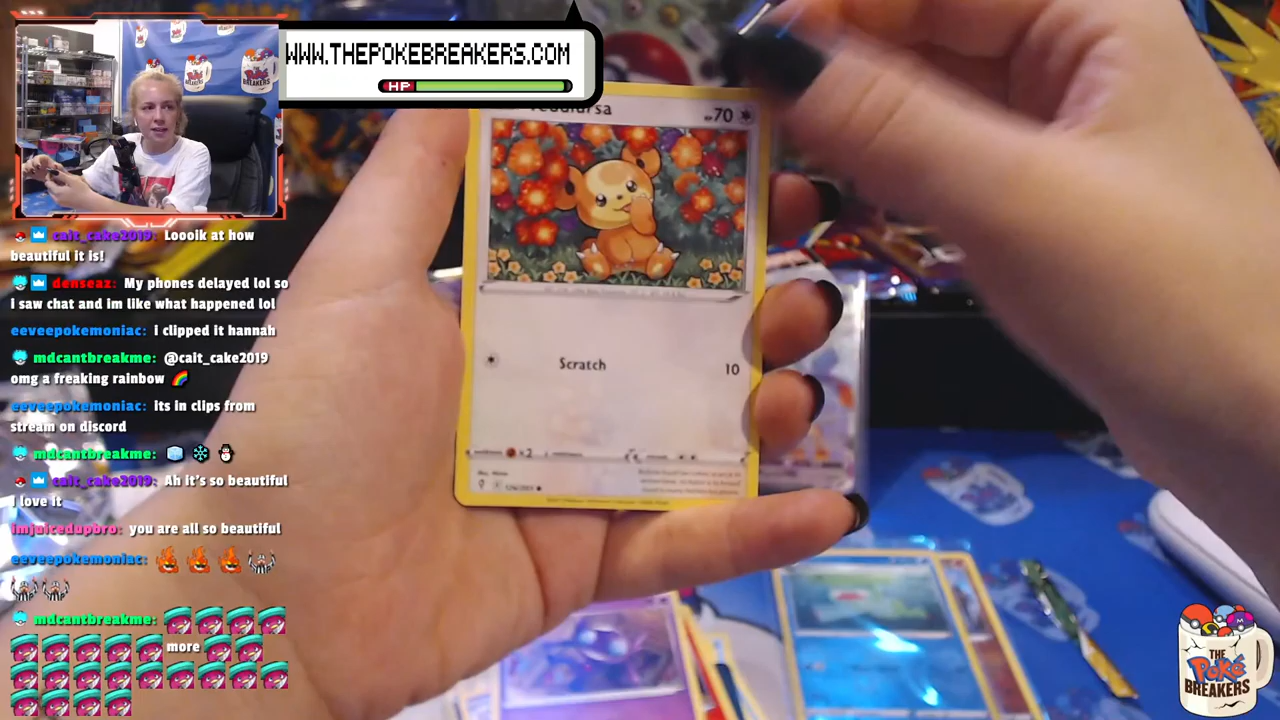 WWW.THEPOKEBREAKERS.COM
HP
70
Scratch
10
×2
cait_cake2019: Loooik at how
beautiful it is!
denseaz: My phones delayed lol so
i saw chat and im like what happened lol
eeveepokemoniac: i clipped it hannah
mdcantbreakme: @cait_cake2019
omg a freaking rainbow 🌈
eeveepokemoniac: its in clips from
stream on discord
mdcantbreakme:
cait_cake2019: Ah it's so beautiful
I love it
imjuicedupbro: you are all so beautiful
eeveepokemoniac:
mdcantbreakme:
more
THE
Poké
BREAKERS